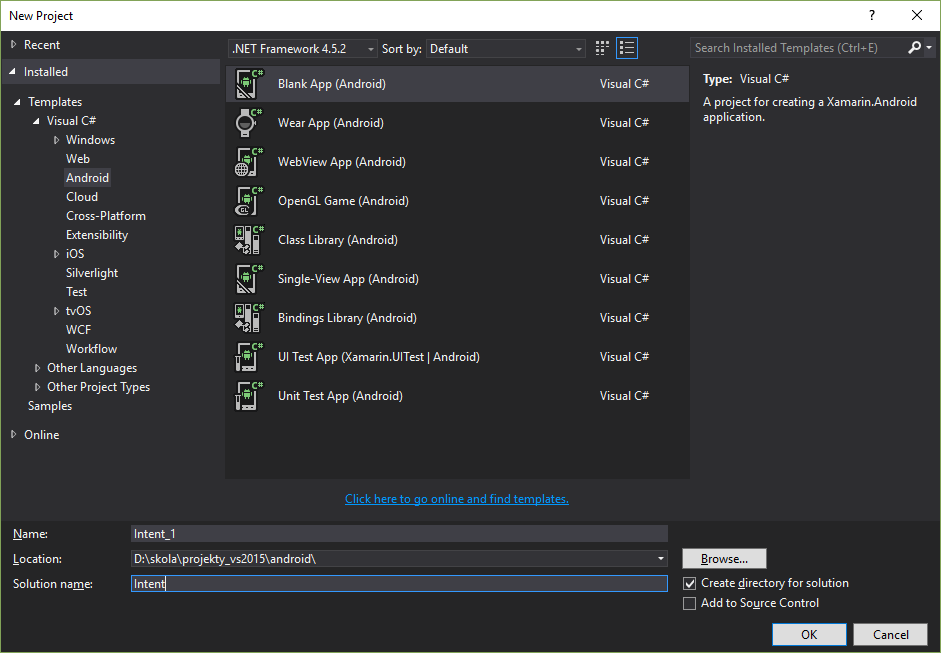 New Project
?
Recent
Installed
Templates
Visual C#
Windows
Web
Android
Cloud
Cross-Platform
Extensibility
iOS
Silverlight
Test
tvOS
WCF
Workflow
Other Languages
Other Project Types
Samples
Online
.NET Framework 4.5.2 Sort by: Default
Blank App (Android) Visual C#
Wear App (Android) Visual C#
WebView App (Android) Visual C#
OpenGL Game (Android) Visual C#
Class Library (Android) Visual C#
Single-View App (Android) Visual C#
Bindings Library (Android) Visual C#
UI Test App (Xamarin.UITest | Android) Visual C#
Unit Test App (Android) Visual C#
Click here to go online and find templates.
Search Installed Templates (Ctrl+E)
Type: Visual C#
A project for creating a Xamarin.Android
application.
Name: Intent_1
Location: D:\skola\projekty_vs2015\android\ Browse...
Solution name: Intent
Create directory for solution
Add to Source Control
OK Cancel